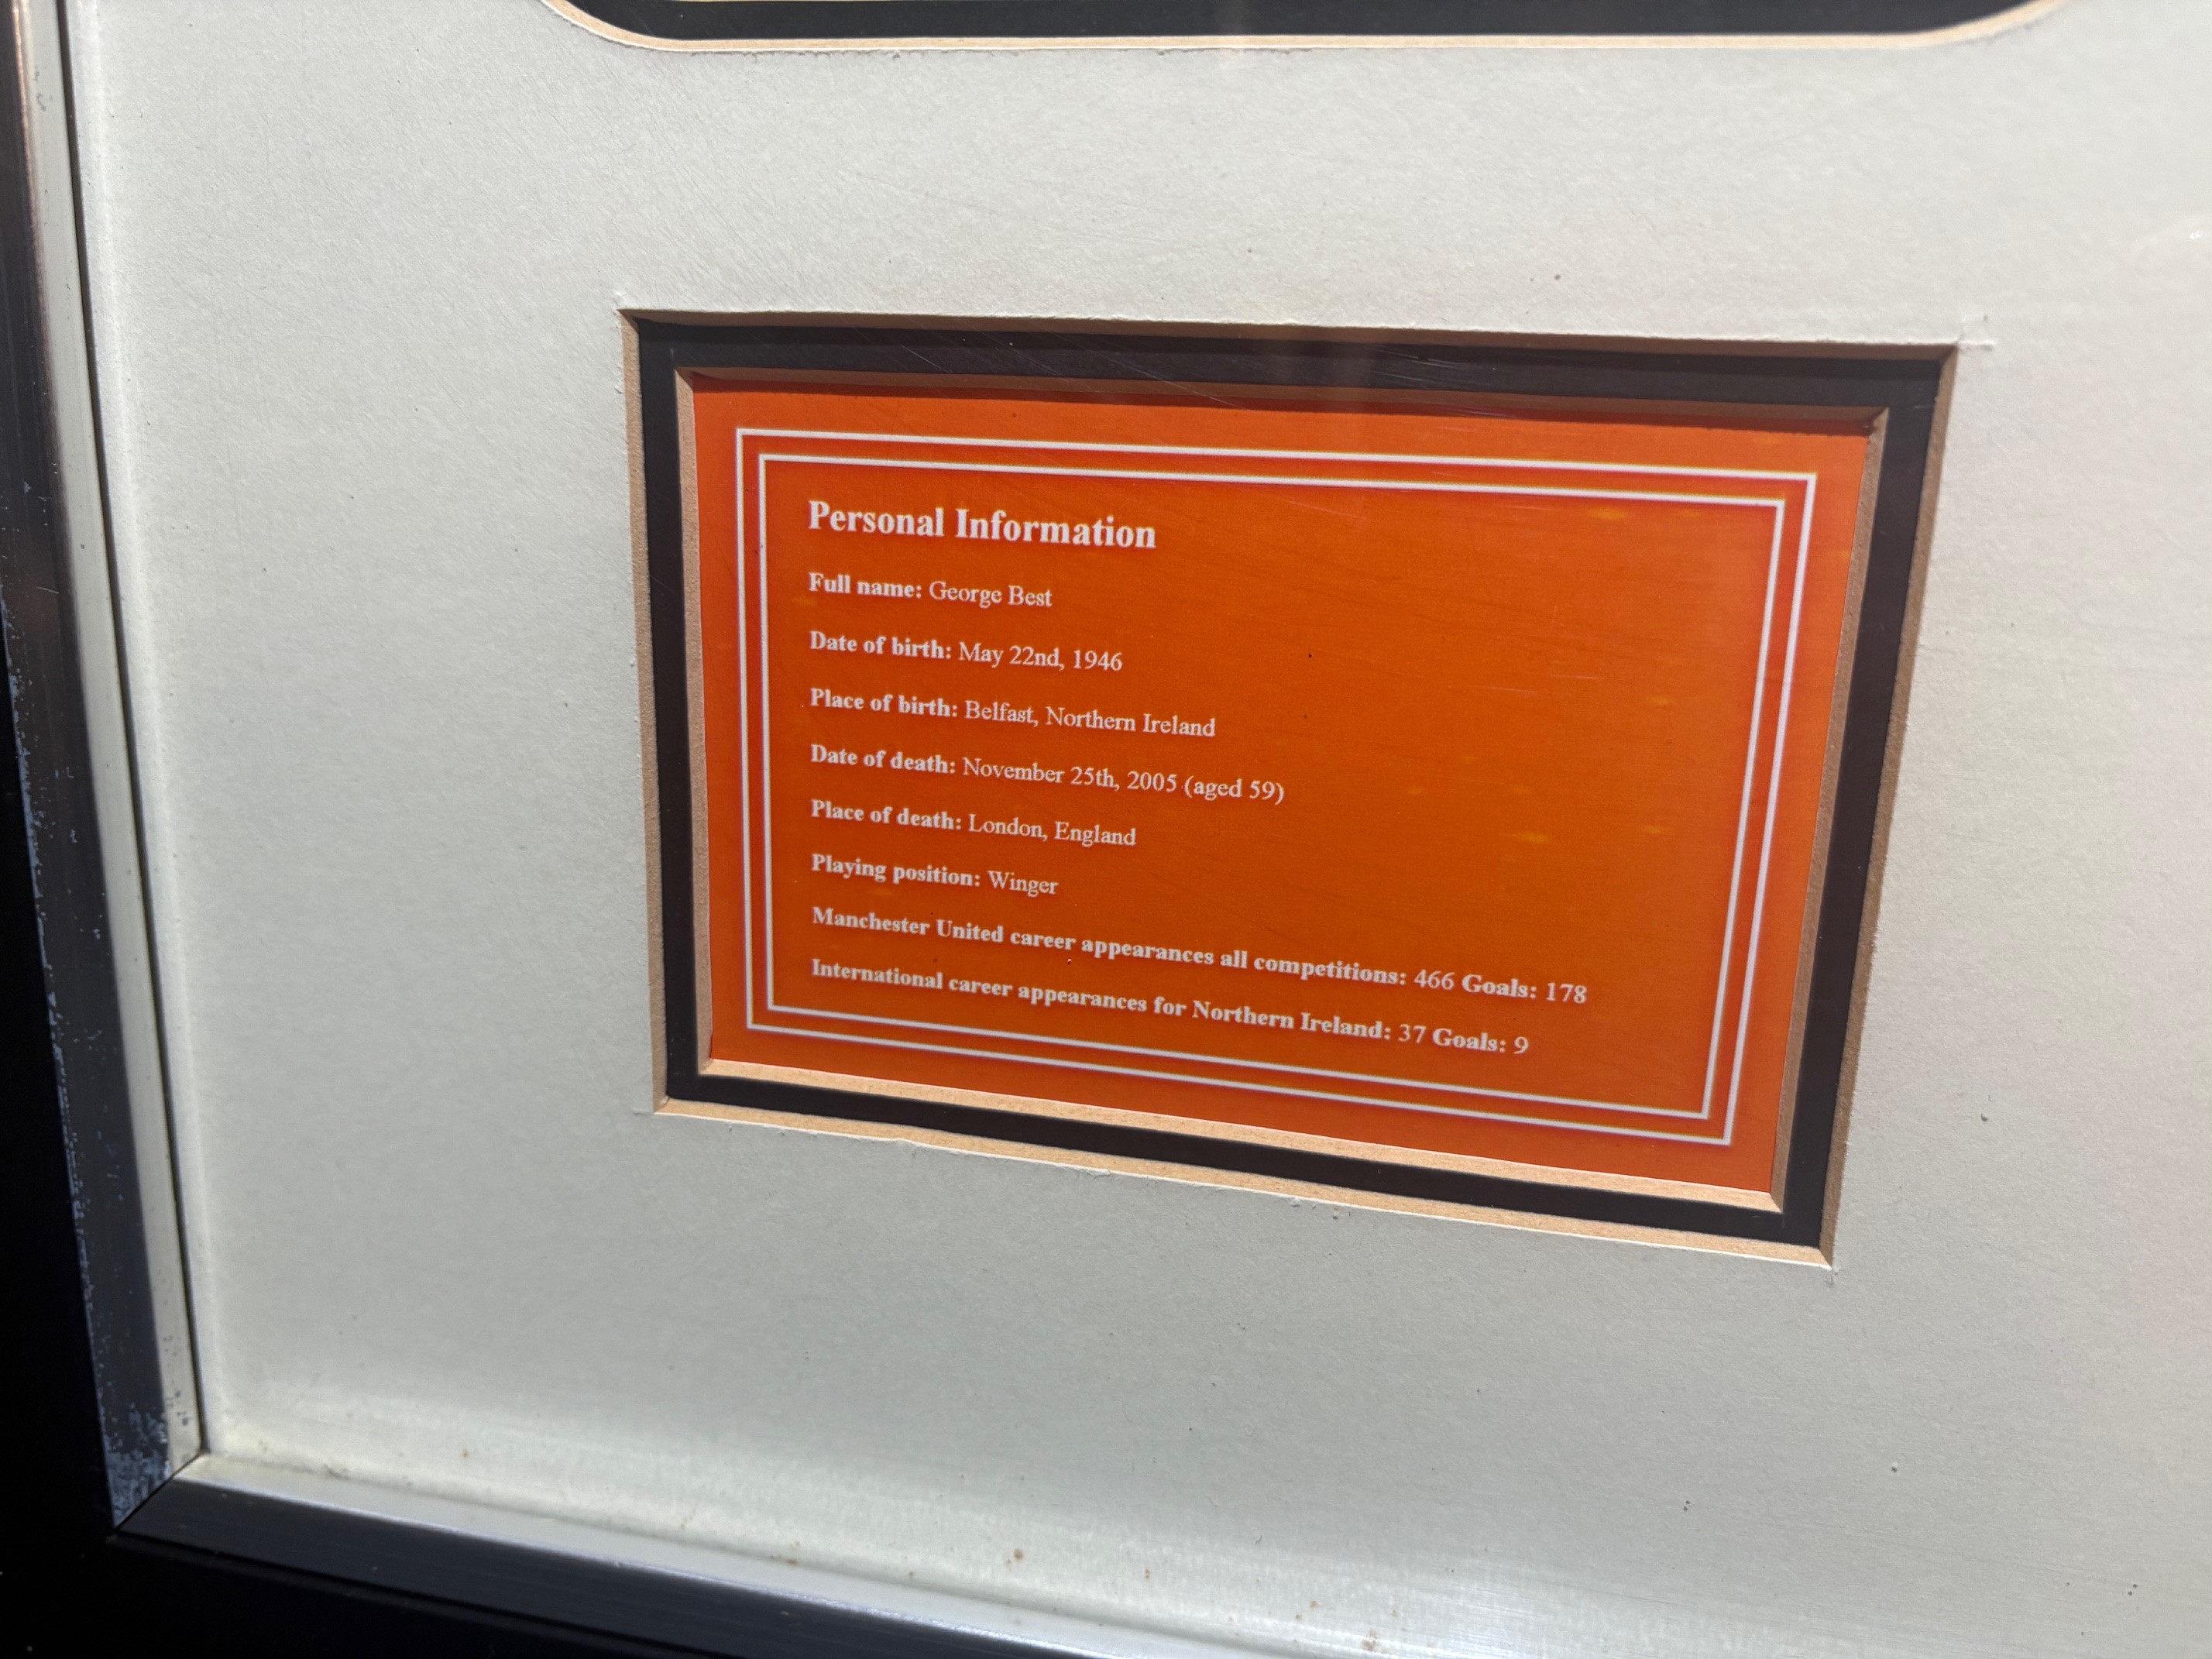 Personal Information
Full name: George Best
Date of birth: May 22nd, 1946
Place of birth: Belfast, Northern Ireland
Date of death: November 25th, 2005 (aged 59)
Place of death: London, England
Playing position: Winger
Manchester United career appearances all competitions: 466 Goals: 178
International career appearances for Northern Ireland: 37 Goals: 9